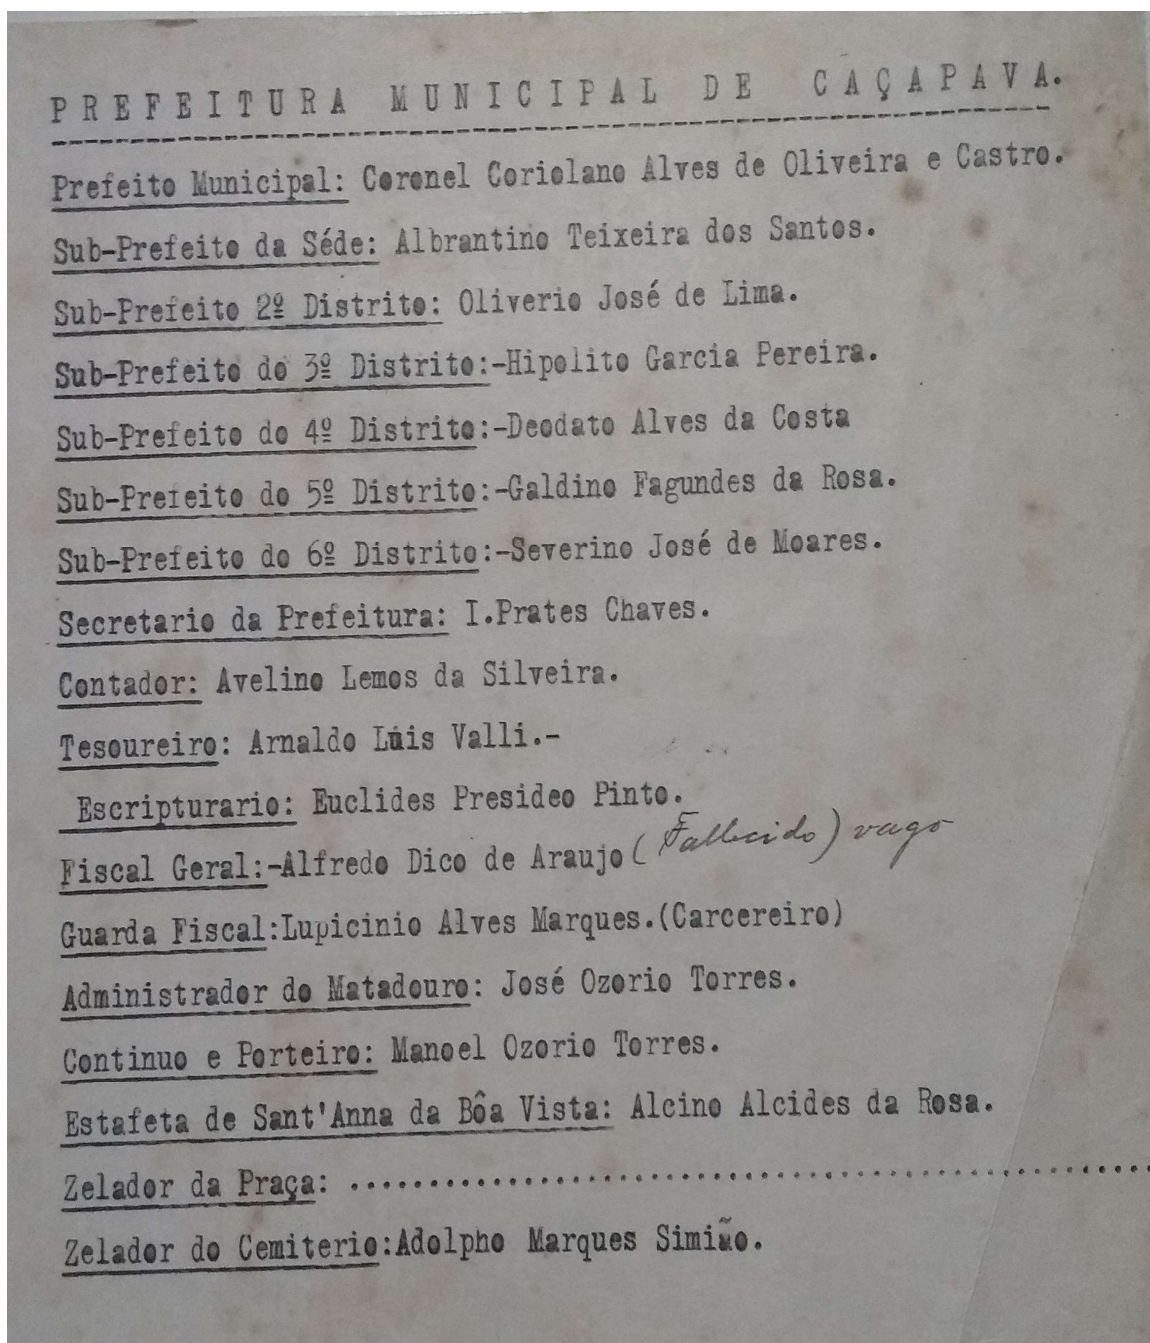 PREFEITURA MUNICIPAL DE CAÇAPAVA.
Prefeito Municipal: Coronel Coriolano Alves de Oliveira e Castro.
Sub-Prefeito da Séde: Albrantino Teixeira dos Santos.
Sub-Prefeito 2º Distrito: Oliverio José de Lima.
Sub-Prefeito do 3º Distrito:-Hipolito Garcia Pereira.
Sub-Prefeito do 4º Distrito:-Deodato Alves da Costa
Sub-Prefeito do 5º Distrito:-Galdino Fagundes da Rosa.
Sub-Prefeito do 6º Distrito:-Severino José de Moares.
Secretario da Prefeitura: I.Prates Chaves.
Contador: Avelino Lemos da Silveira.
Tesoureiro: Arnaldo Lúis Valli.-
Escripturario: Euclides Presideo Pinto.
Fiscal Geral:-Alfredo Dico de Araujo (Fallecido) vago
Guarda Fiscal:Lupicinio Alves Marques.(Carcereiro)
Administrador do Matadouro: José Ozorio Torres.
Continuo e Porteiro: Manoel Ozorio Torres.
Estafeta de Sant'Anna da Bôa Vista: Alcino Alcides da Rosa.
Zelador da Praça: ..................................................
Zelador do Cemiterio:Adolpho Marques Simião.